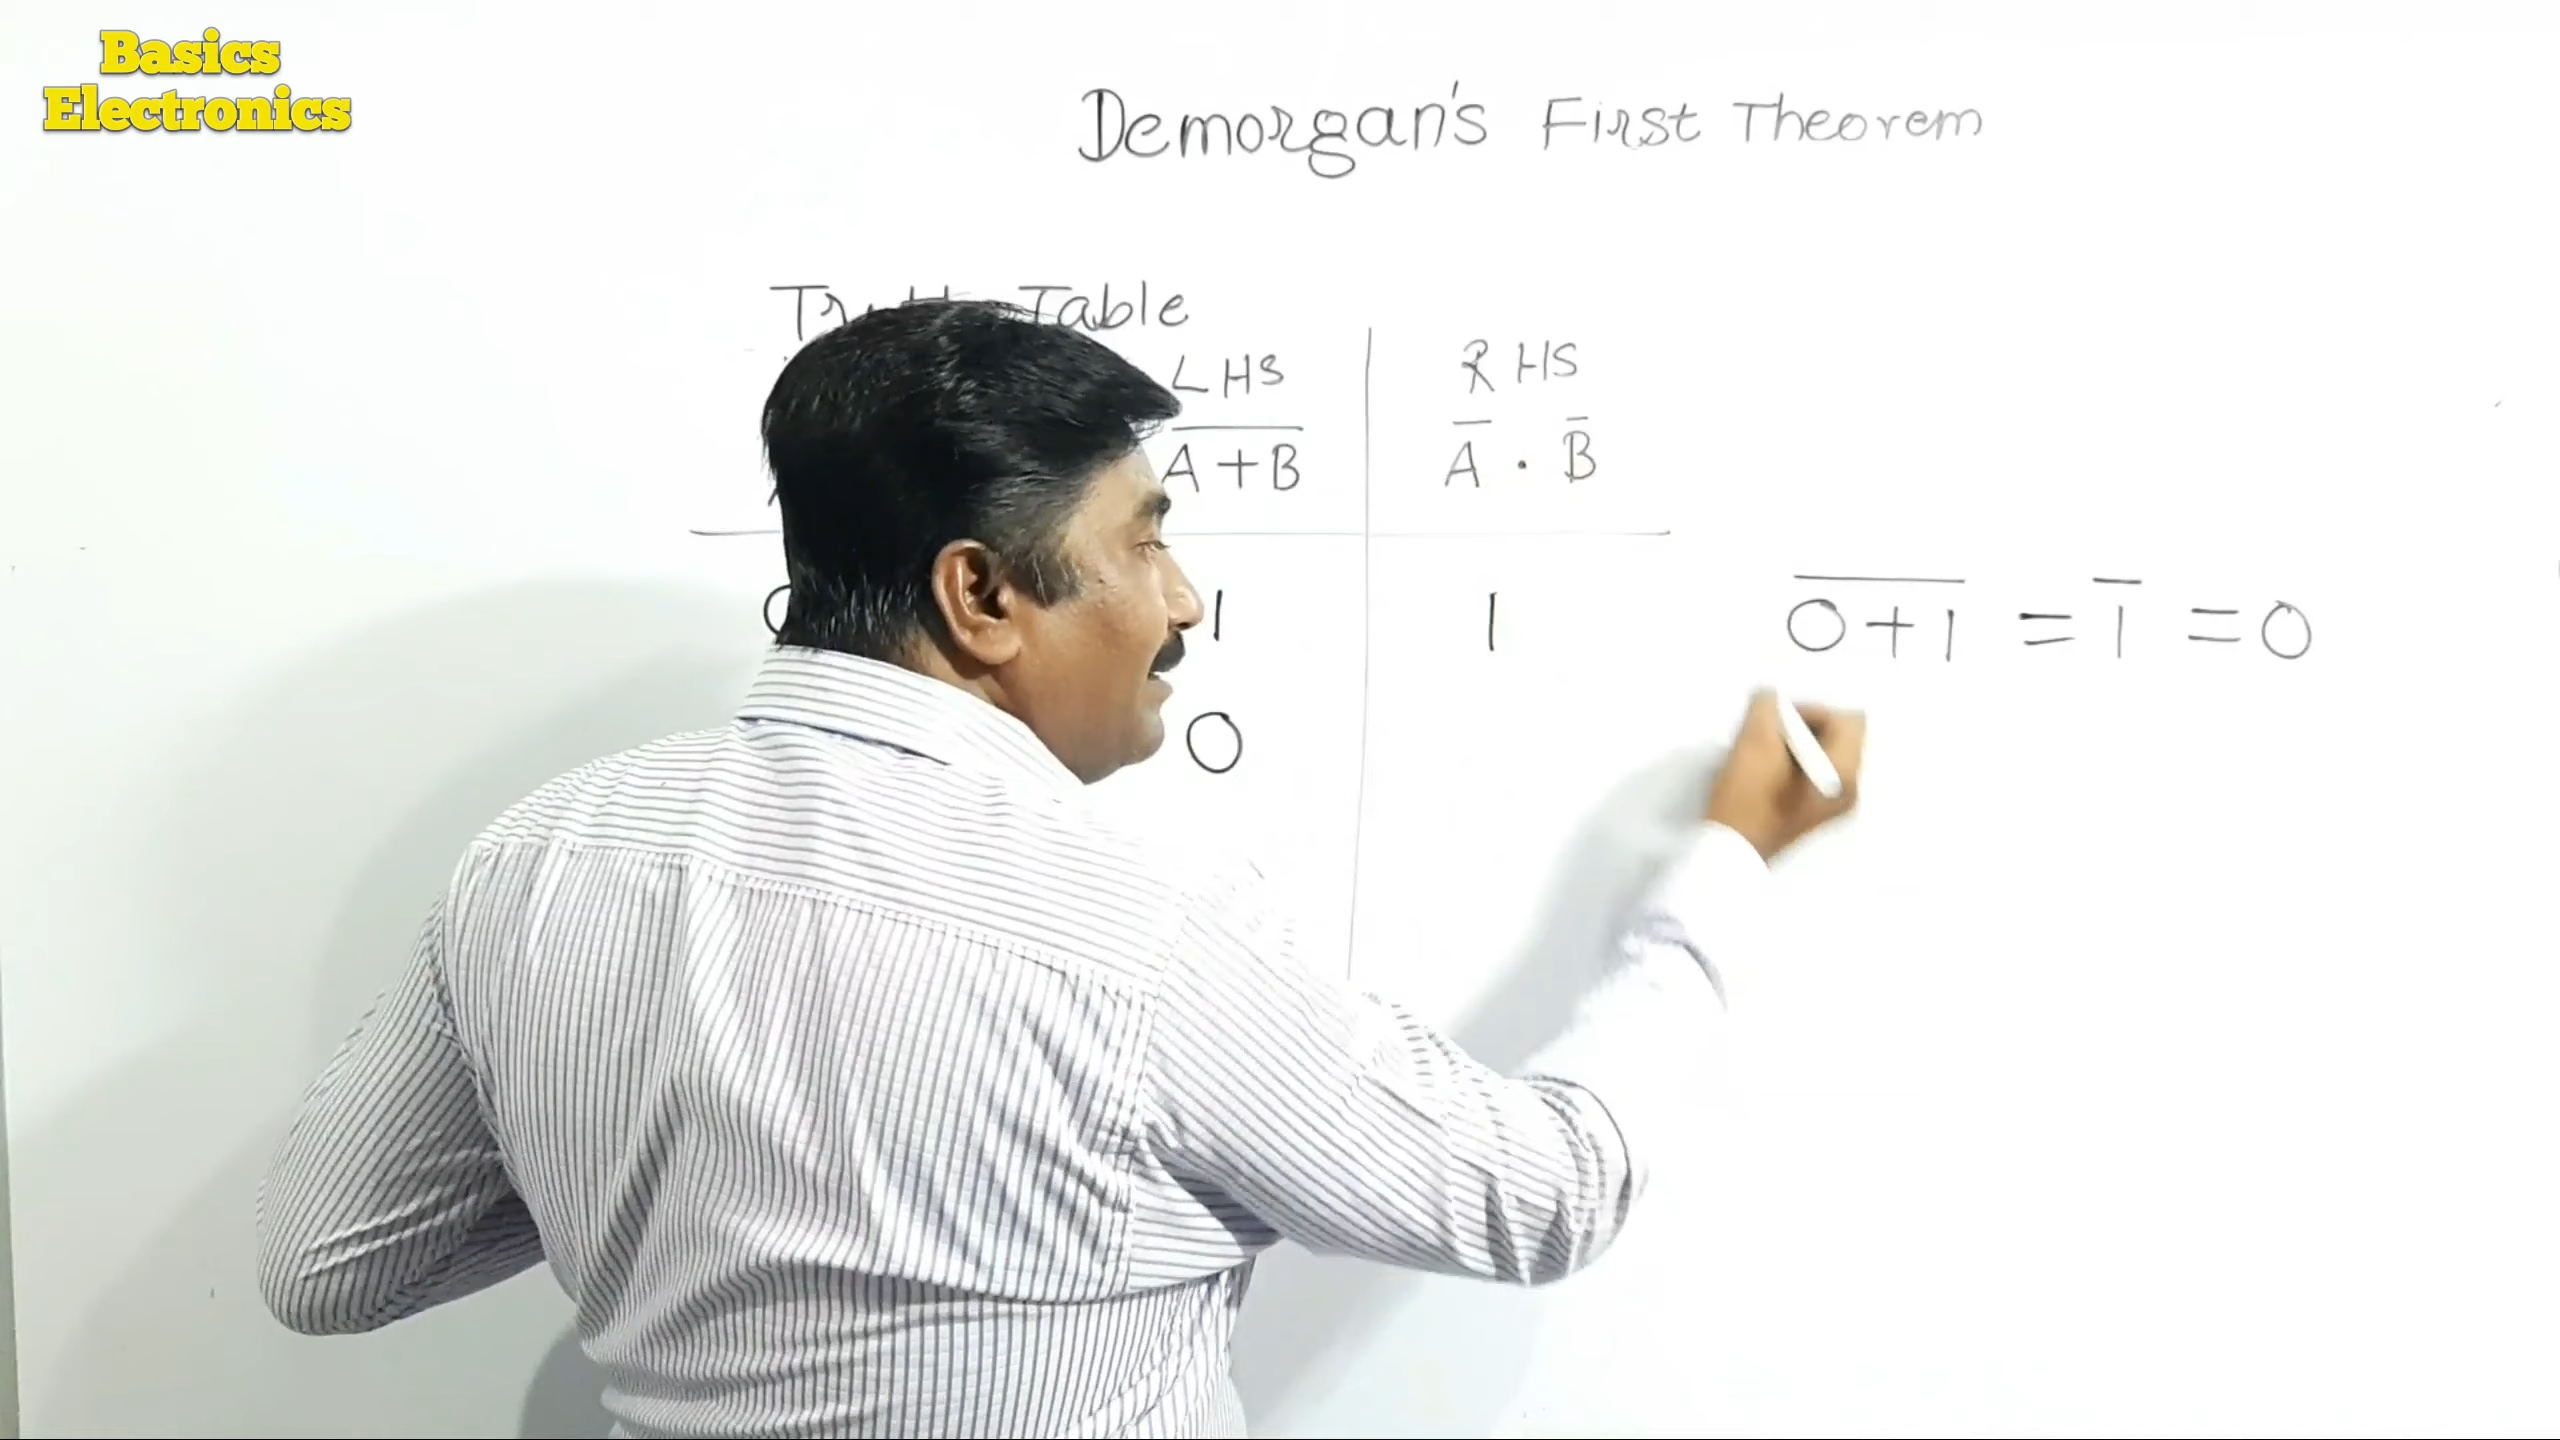 Basics
Electronics
Demorgan's First Theorem
Table
LHS RHS
A+B A̅ . B̅
1 1 0+1 = 1̅ = 0
0